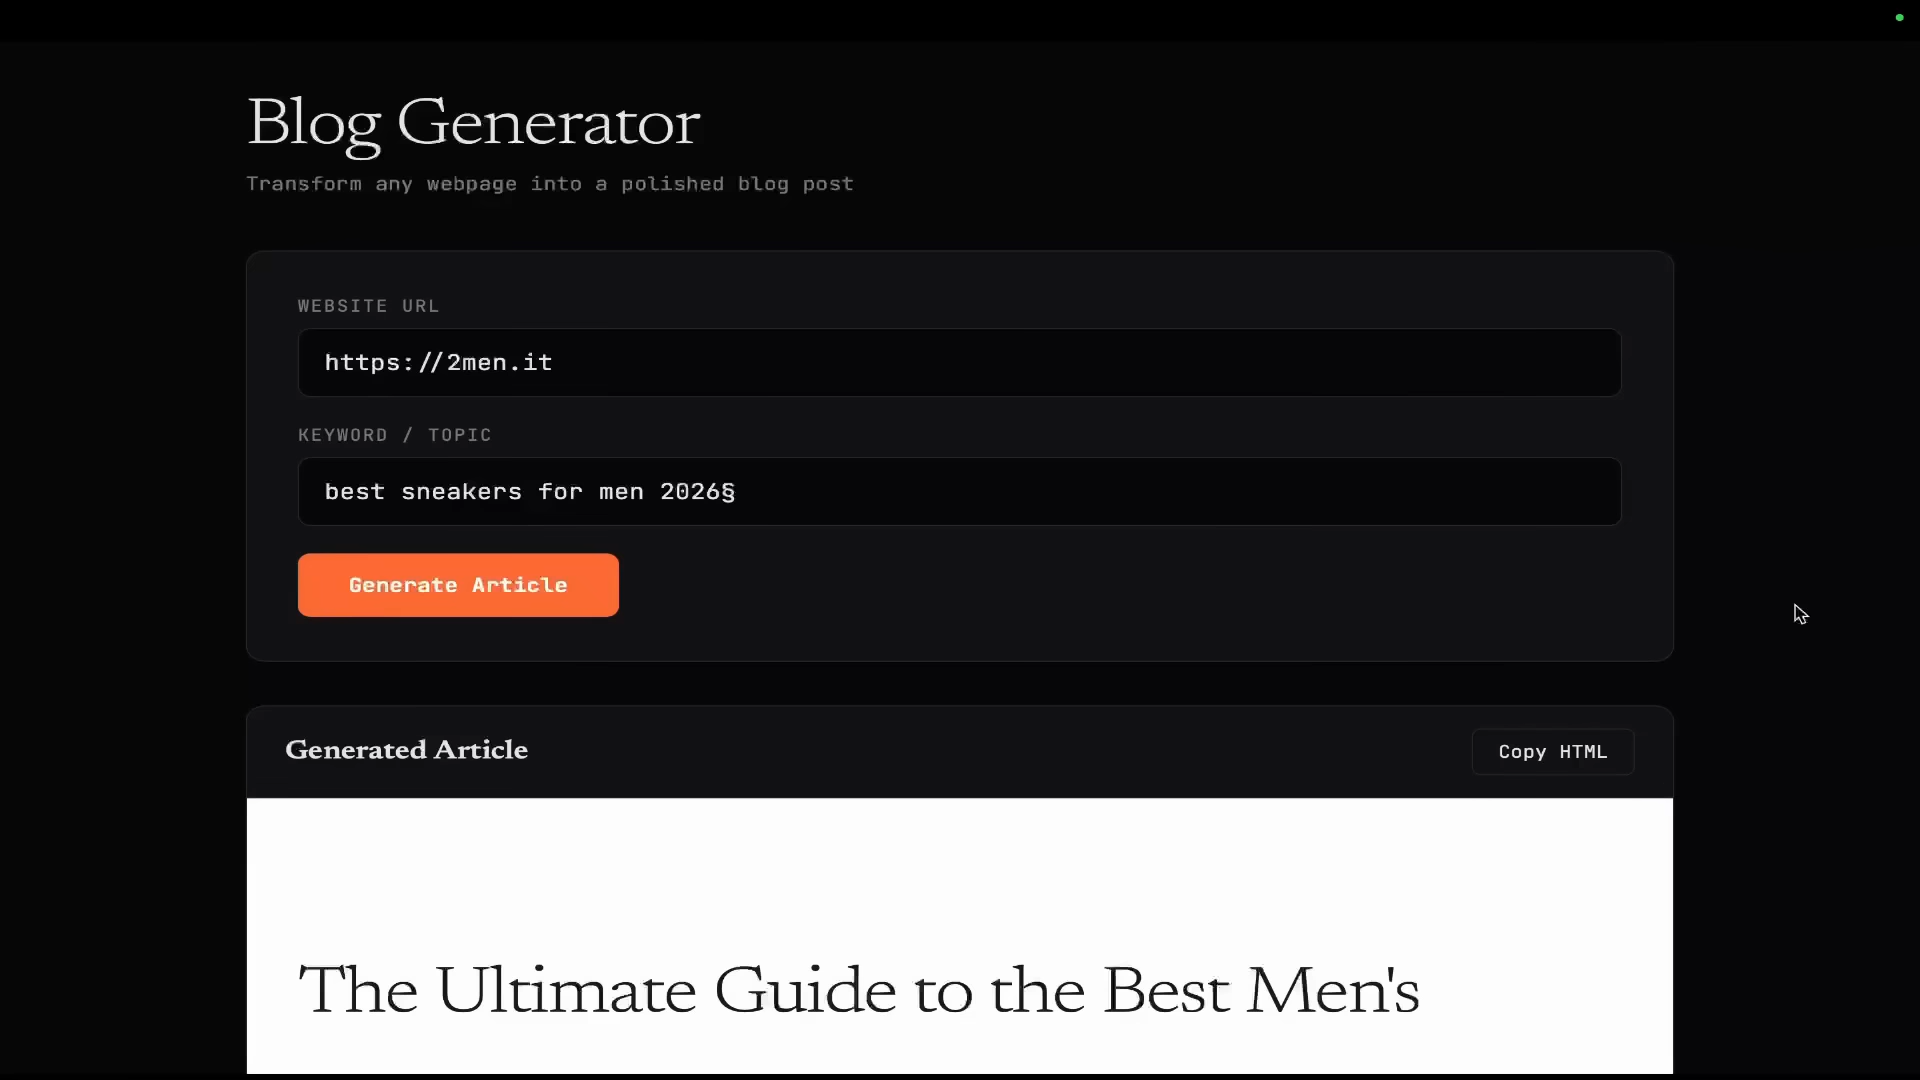 Blog Generator
Transform any webpage into a polished blog post
WEBSITE URL
https://2men.it
KEYWORD / TOPIC
best sneakers for men 2026§
Generate Article
Generated Article
Copy HTML
The Ultimate Guide to the Best Men's